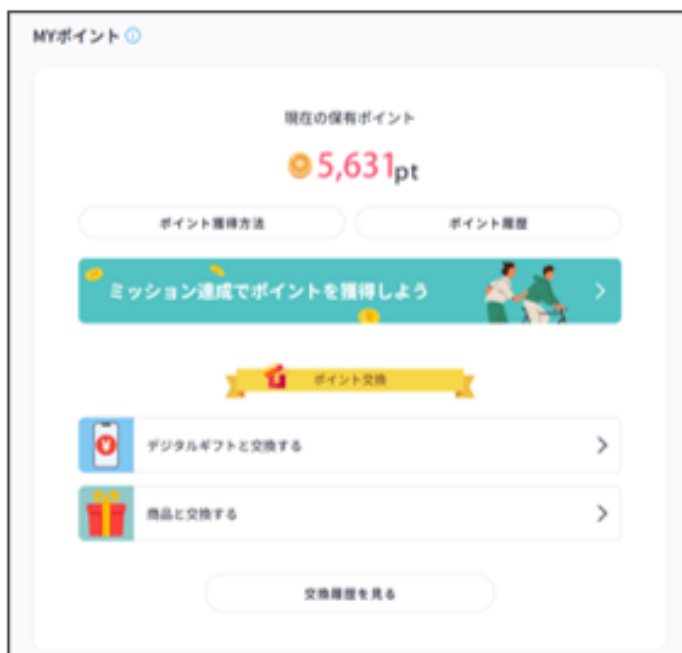 MYポイント
現在の保有ポイント
5,631pt
ポイント獲得方法
ポイント履歴
ミッション達成でポイントを獲得しよう
ポイント交換
デジタルギフトと交換する
商品と交換する
交換履歴を見る